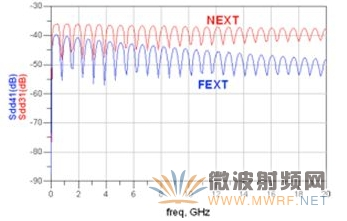 -30
-40
-50
-60
-70
-80
-90
Sdd41(dB)
Sdd31(dB)
NEXT
FEXT
0 2 4 6 8 10 12 14 16 18 20
freq, GHz
微波射频网
WWW.MWRF.NET